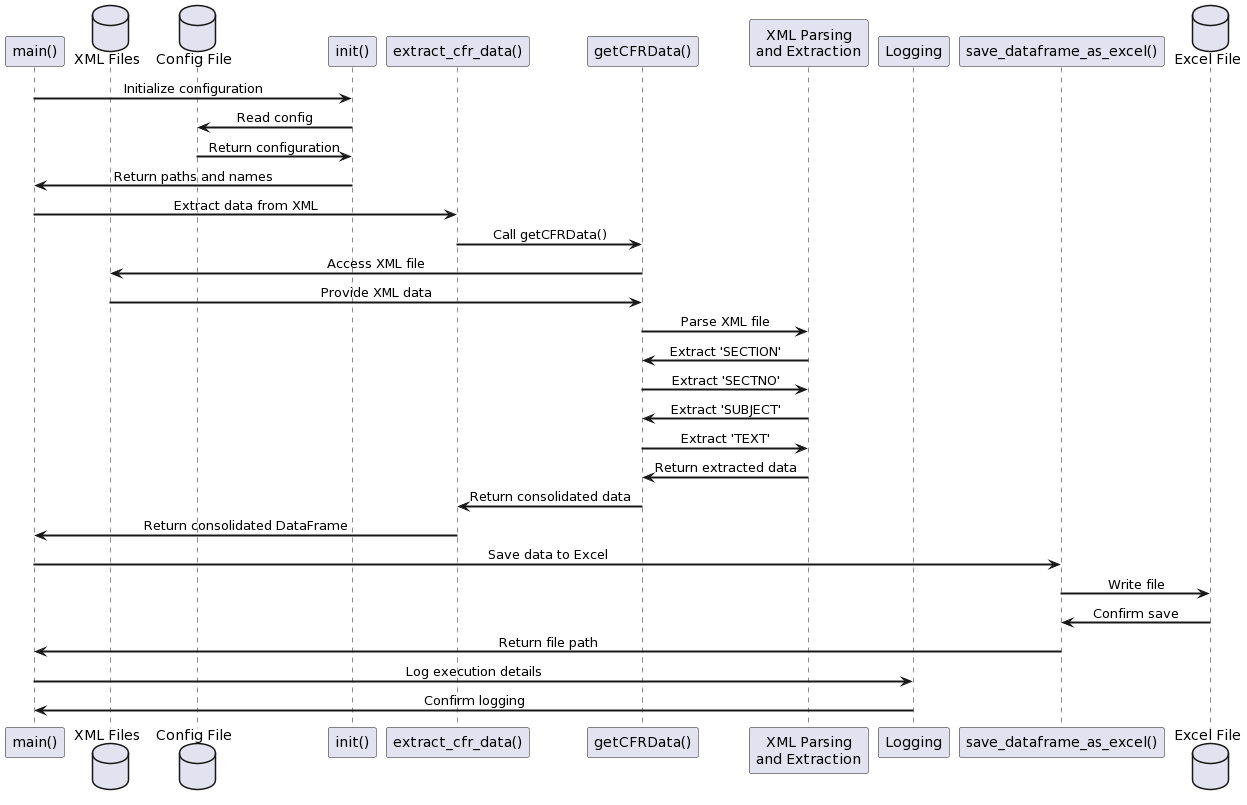 main()
XML Files
Config File
init()
extract_cfr_data()
getCFRData()
XML Parsing
and Extraction
Logging
save_dataframe_as_excel()
Excel File
Initialize configuration
Read config
Return configuration
Return paths and names
Extract data from XML
Call getCFRData()
Access XML file
Provide XML data
Parse XML file
Extract 'SECTION'
Extract 'SECTNO'
Extract 'SUBJECT'
Extract 'TEXT'
Return extracted data
Return consolidated data
Return consolidated DataFrame
Save data to Excel
Write file
Confirm save
Return file path
Log execution details
Confirm logging
main()
XML Files
Config File
init()
extract_cfr_data()
getCFRData()
XML Parsing
and Extraction
Logging
save_dataframe_as_excel()
Excel File